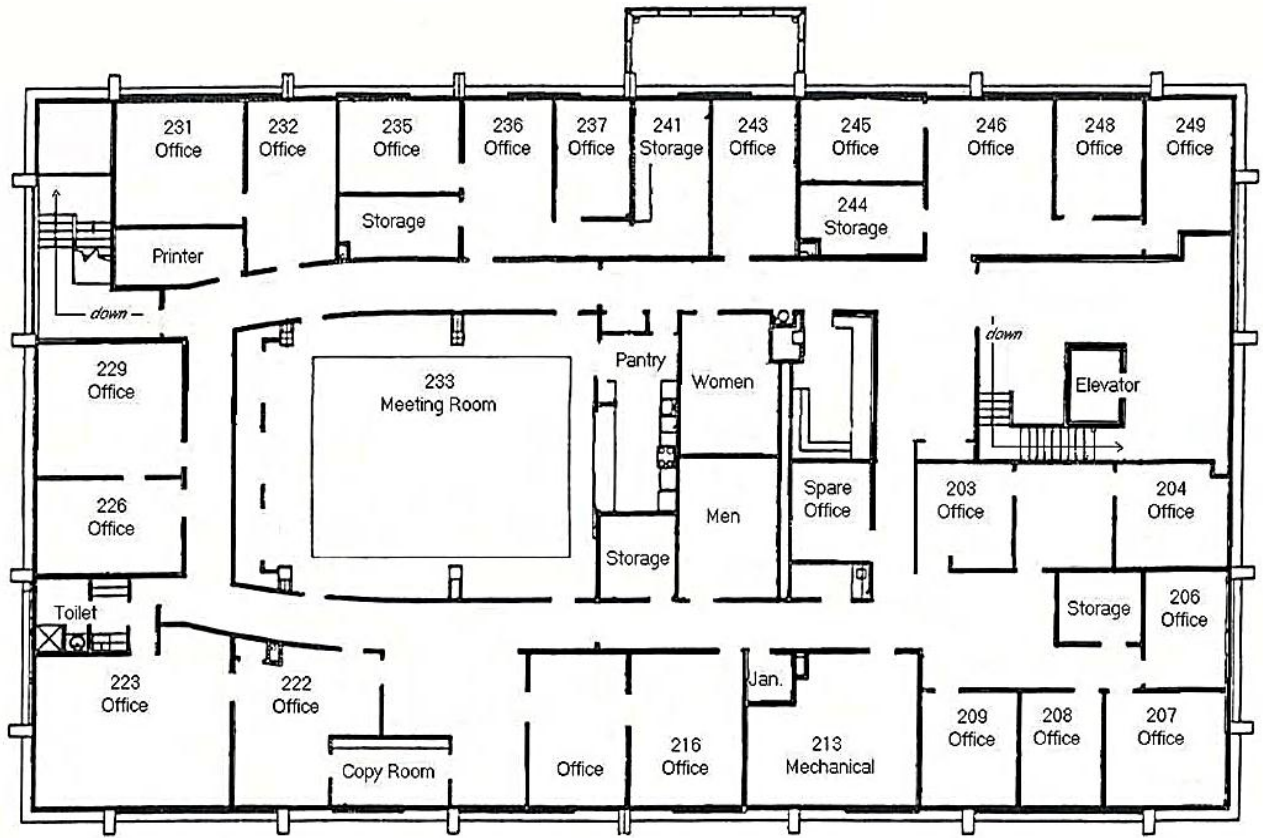 231
Office
232
Office
235
Office
236
Office
237
Office
241
Storage
243
Office
245
Office
246
Office
248
Office
249
Office
Storage
244
Storage
Printer
down
down
229
Office
233
Meeting Room
Pantry
Women
Elevator
226
Office
Men
Spare
Office
203
Office
204
Office
Storage
Toilet
Storage
206
Office
223
Office
222
Office
Jan.
209
Office
208
Office
207
Office
Copy Room
Office
216
Office
213
Mechanical